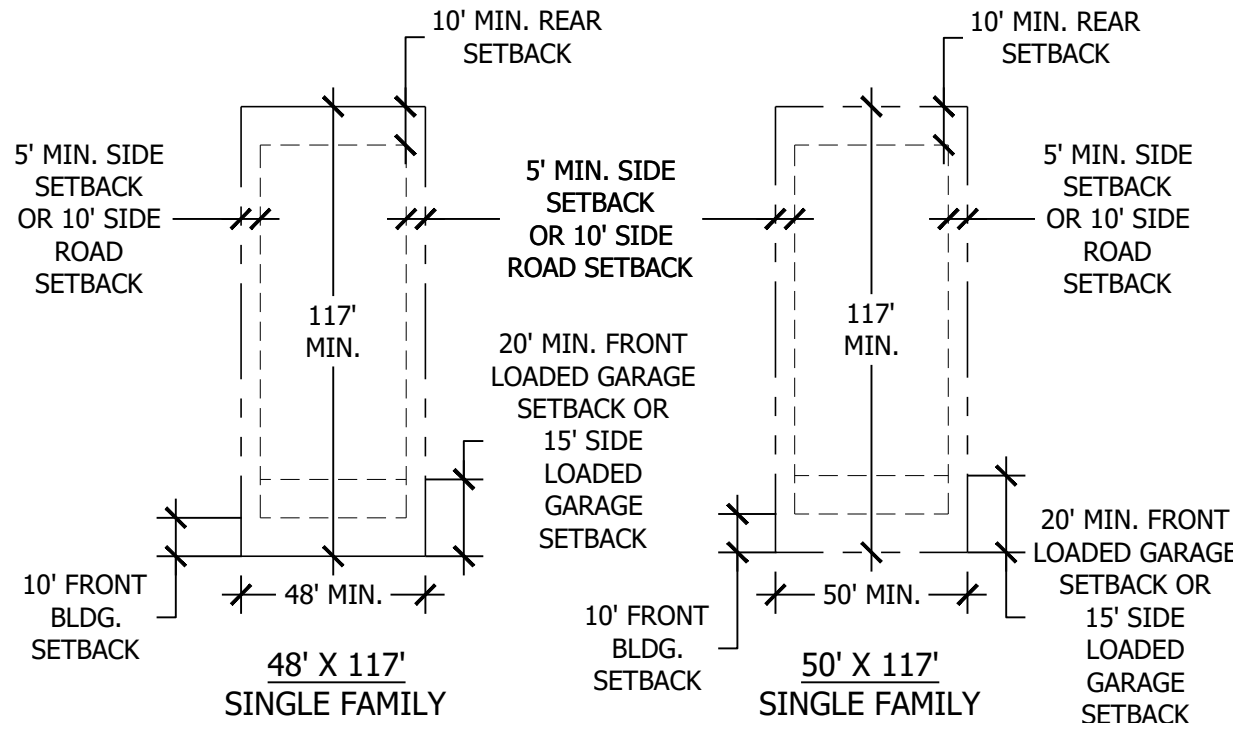 10' MIN. REAR
SETBACK
5' MIN. SIDE
SETBACK
OR 10' SIDE
ROAD
SETBACK
117'
MIN.
10' FRONT
BLDG.
SETBACK
48' MIN.
48' X 117'
SINGLE FAMILY
5' MIN. SIDE
SETBACK
OR 10' SIDE
ROAD SETBACK
20' MIN. FRONT
LOADED GARAGE
SETBACK OR
15' SIDE
LOADED
GARAGE
SETBACK
10' MIN. REAR
SETBACK
5' MIN. SIDE
SETBACK
OR 10' SIDE
ROAD
SETBACK
117'
MIN.
10' FRONT
BLDG.
SETBACK
50' MIN.
50' X 117'
SINGLE FAMILY
20' MIN. FRONT
LOADED GARAGE
SETBACK OR
15' SIDE
LOADED
GARAGE
SETBACK